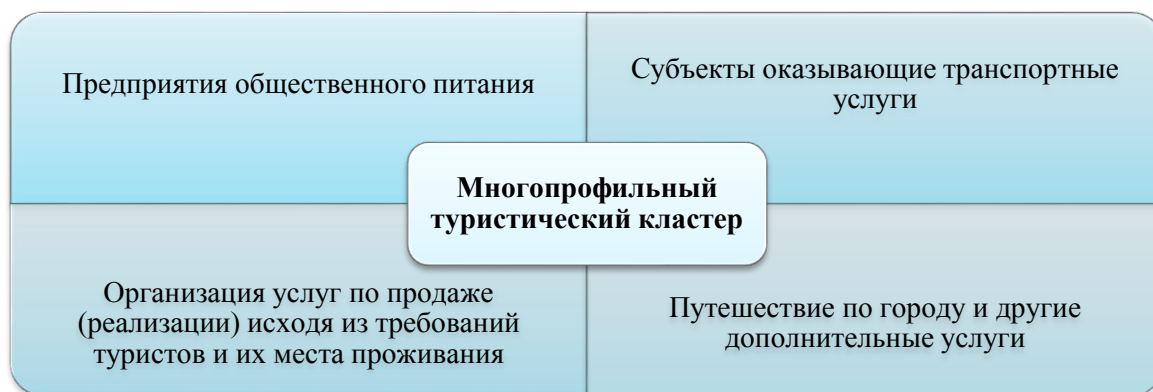 Предприятия общественного питания
Субъекты оказывающие транспортные
услуги
Многопрофильный
туристический кластер
Организация услуг по продаже
(реализации) исходя из требований
туристов и их места проживания
Путешествие по городу и другие
дополнительные услуги